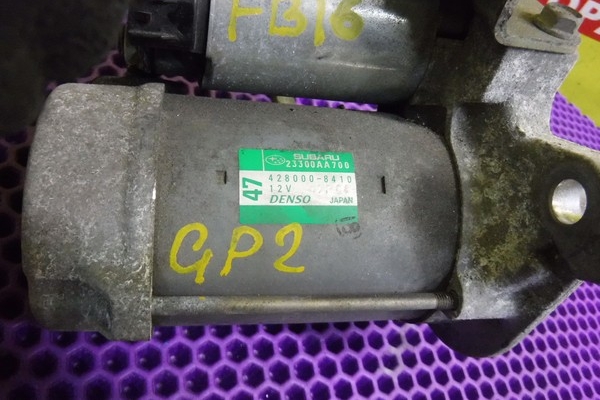 FB16
SUBARU
23300AA700
47
428000-8410
12V
DENSO JAPAN
GP2